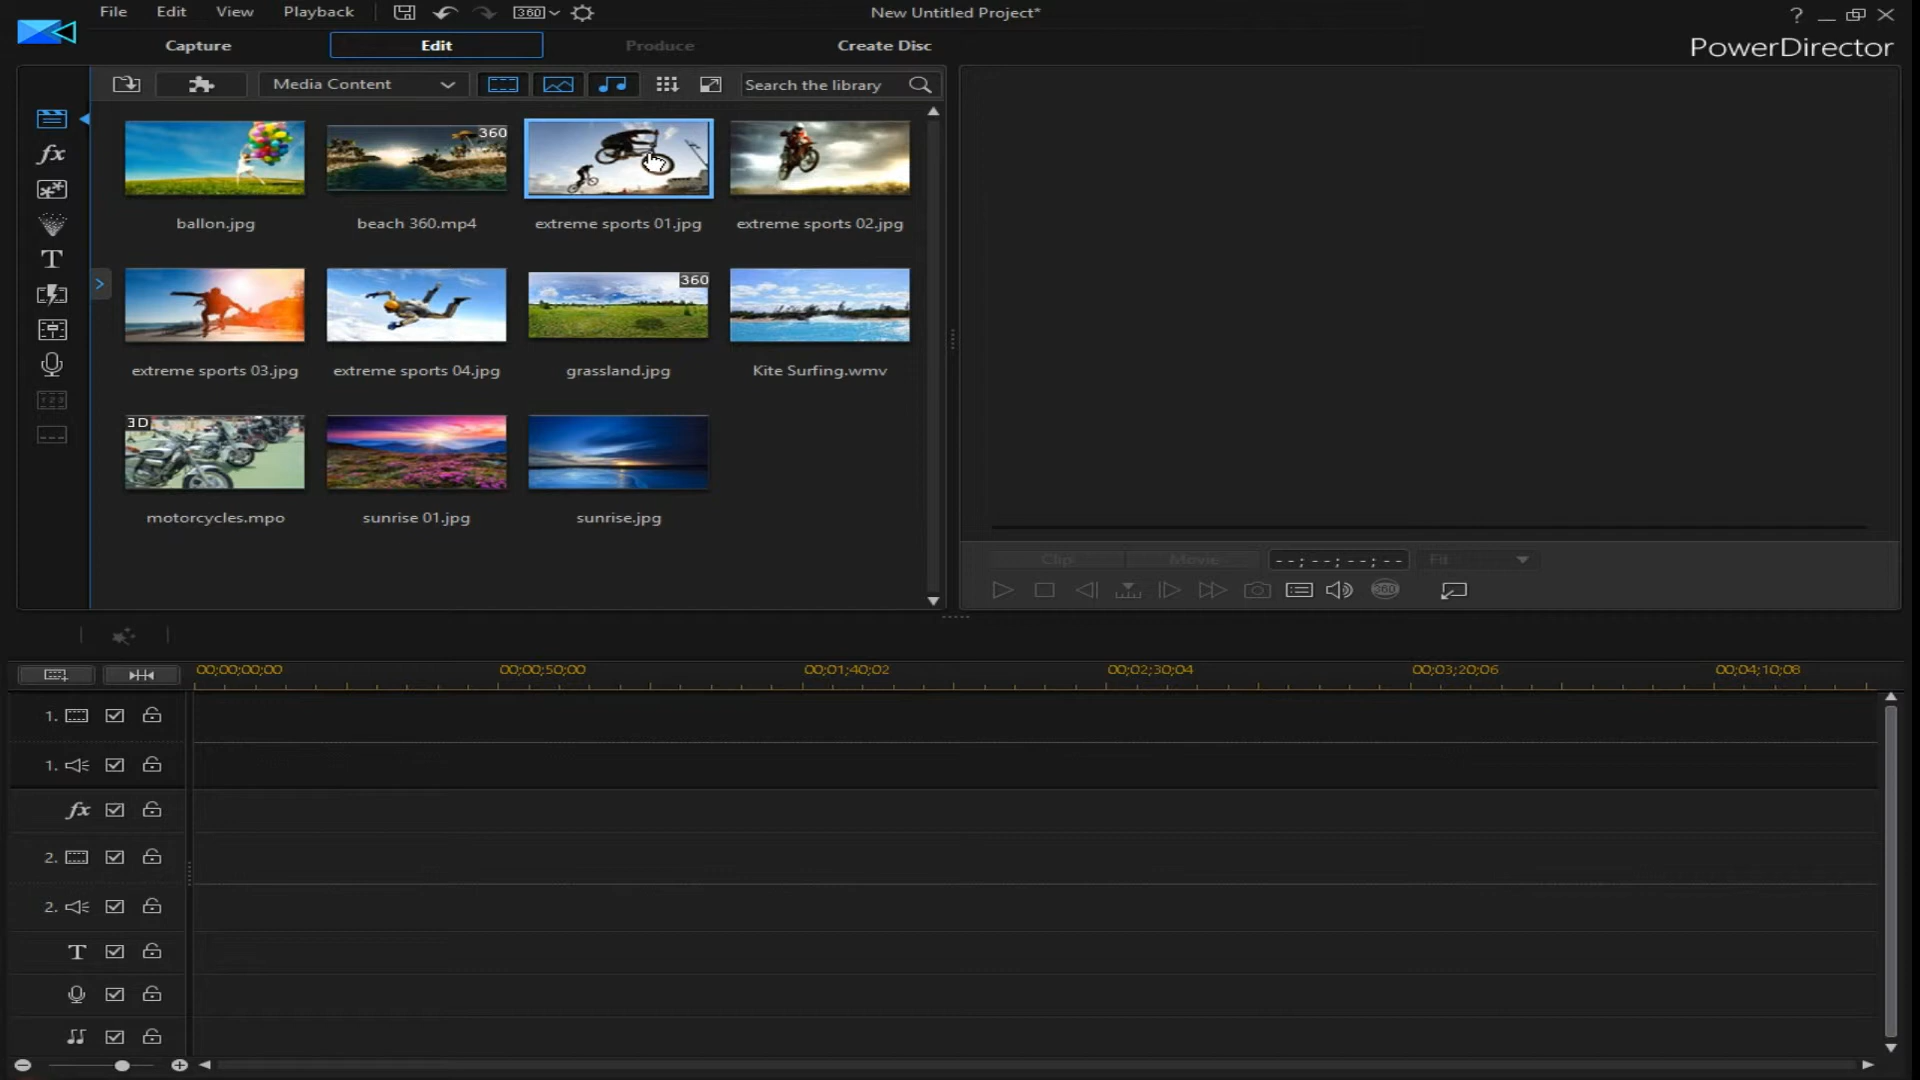 File Edit View Playback 360 New Untitled Project* ?
Capture Edit Produce Create Disc PowerDirector
Media Content Search the library
360
ballon.jpg beach 360.mp4 extreme sports 01.jpg extreme sports 02.jpg
fx
T
360
extreme sports 03.jpg extreme sports 04.jpg grassland.jpg Kite Surfing.wmv
123
3D
motorcycles.mpo sunrise 01.jpg sunrise.jpg
Clip Movie --;--;--;-- Fit
360
00;00;00;00 00;00;50;00 00;01;40;02 00;02;30;04 00;03;20;06 00;04;10;08
1.
1.
fx
2.
2.
T